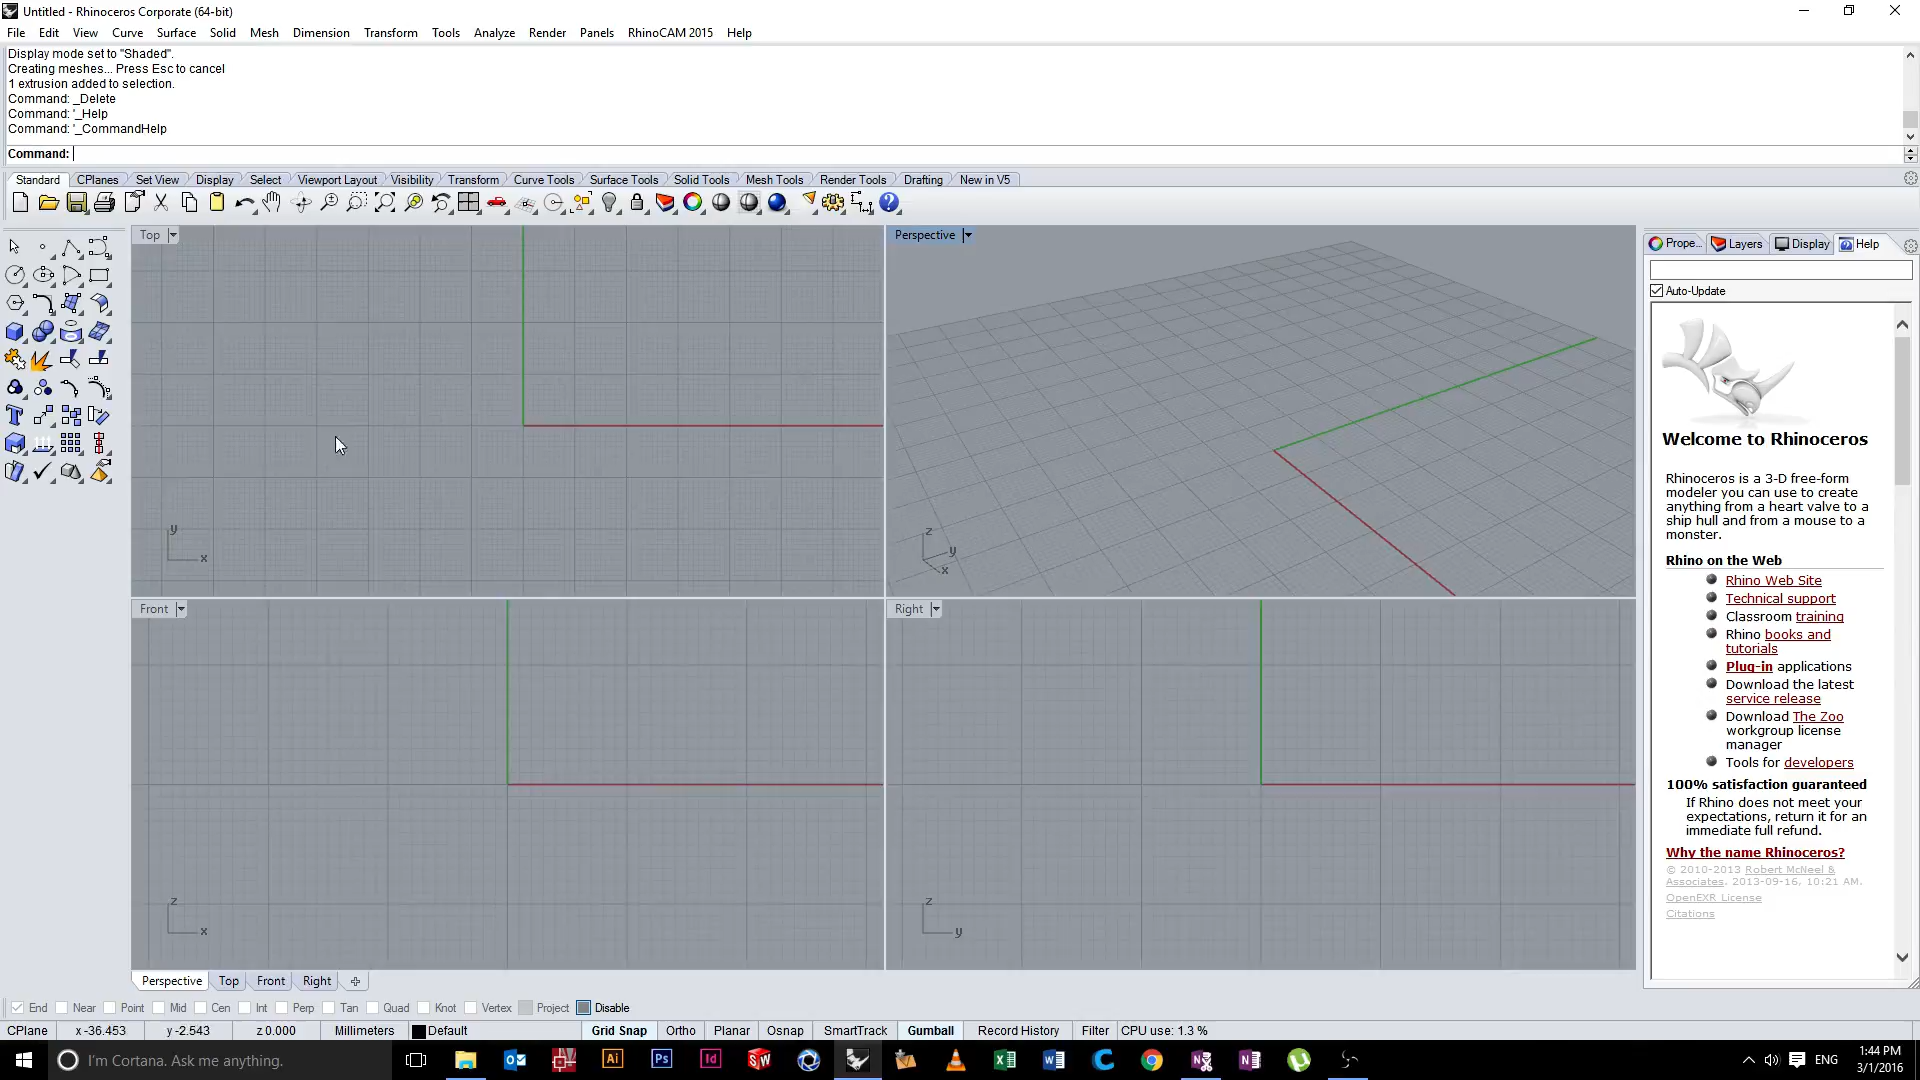 Untitled - Rhinoceros Corporate (64-bit)
File Edit View Curve Surface Solid Mesh Dimension Transform Tools Analyze Render Panels RhinoCAM 2015 Help
Display mode set to "Shaded".
Creating meshes... Press Esc to cancel
1 extrusion added to selection.
Command: _Delete
Command: '_Help
Command: '_CommandHelp
Command:
Standard CPlanes Set View Display Select Viewport Layout Visibility Transform Curve Tools Surface Tools Solid Tools Mesh Tools Render Tools Drafting New in V5
Top
Perspective
Prope... Layers Display Help
Auto-Update
Welcome to Rhinoceros
Rhinoceros is a 3-D free-form
modeler you can use to create
anything from a heart valve to a
ship hull and from a mouse to a
monster.
Rhino on the Web
Rhino Web Site
Technical support
Classroom training
Rhino books and
tutorials
Plug-in applications
Download the latest
service release
Download The Zoo
workgroup license
manager
Tools for developers
100% satisfaction guaranteed
If Rhino does not meet your
expectations, return it for an
immediate full refund.
Why the name Rhinoceros?
© 2010-2013 Robert McNeel &
Associates. 2013-09-16, 10:21 AM.
OpenEXR License
Citations
y
x
z
y
x
Front
Right
z
x
z
y
Perspective Top Front Right
End Near Point Mid Cen Int Perp Tan Quad Knot Vertex Project Disable
CPlane x -36.453 y -2.543 z 0.000 Millimeters Default Grid Snap Ortho Planar Osnap SmartTrack Gumball Record History Filter CPU use: 1.3 %
I'm Cortana. Ask me anything.
Ai Ps Id SW
ENG
1:44 PM
3/1/2016